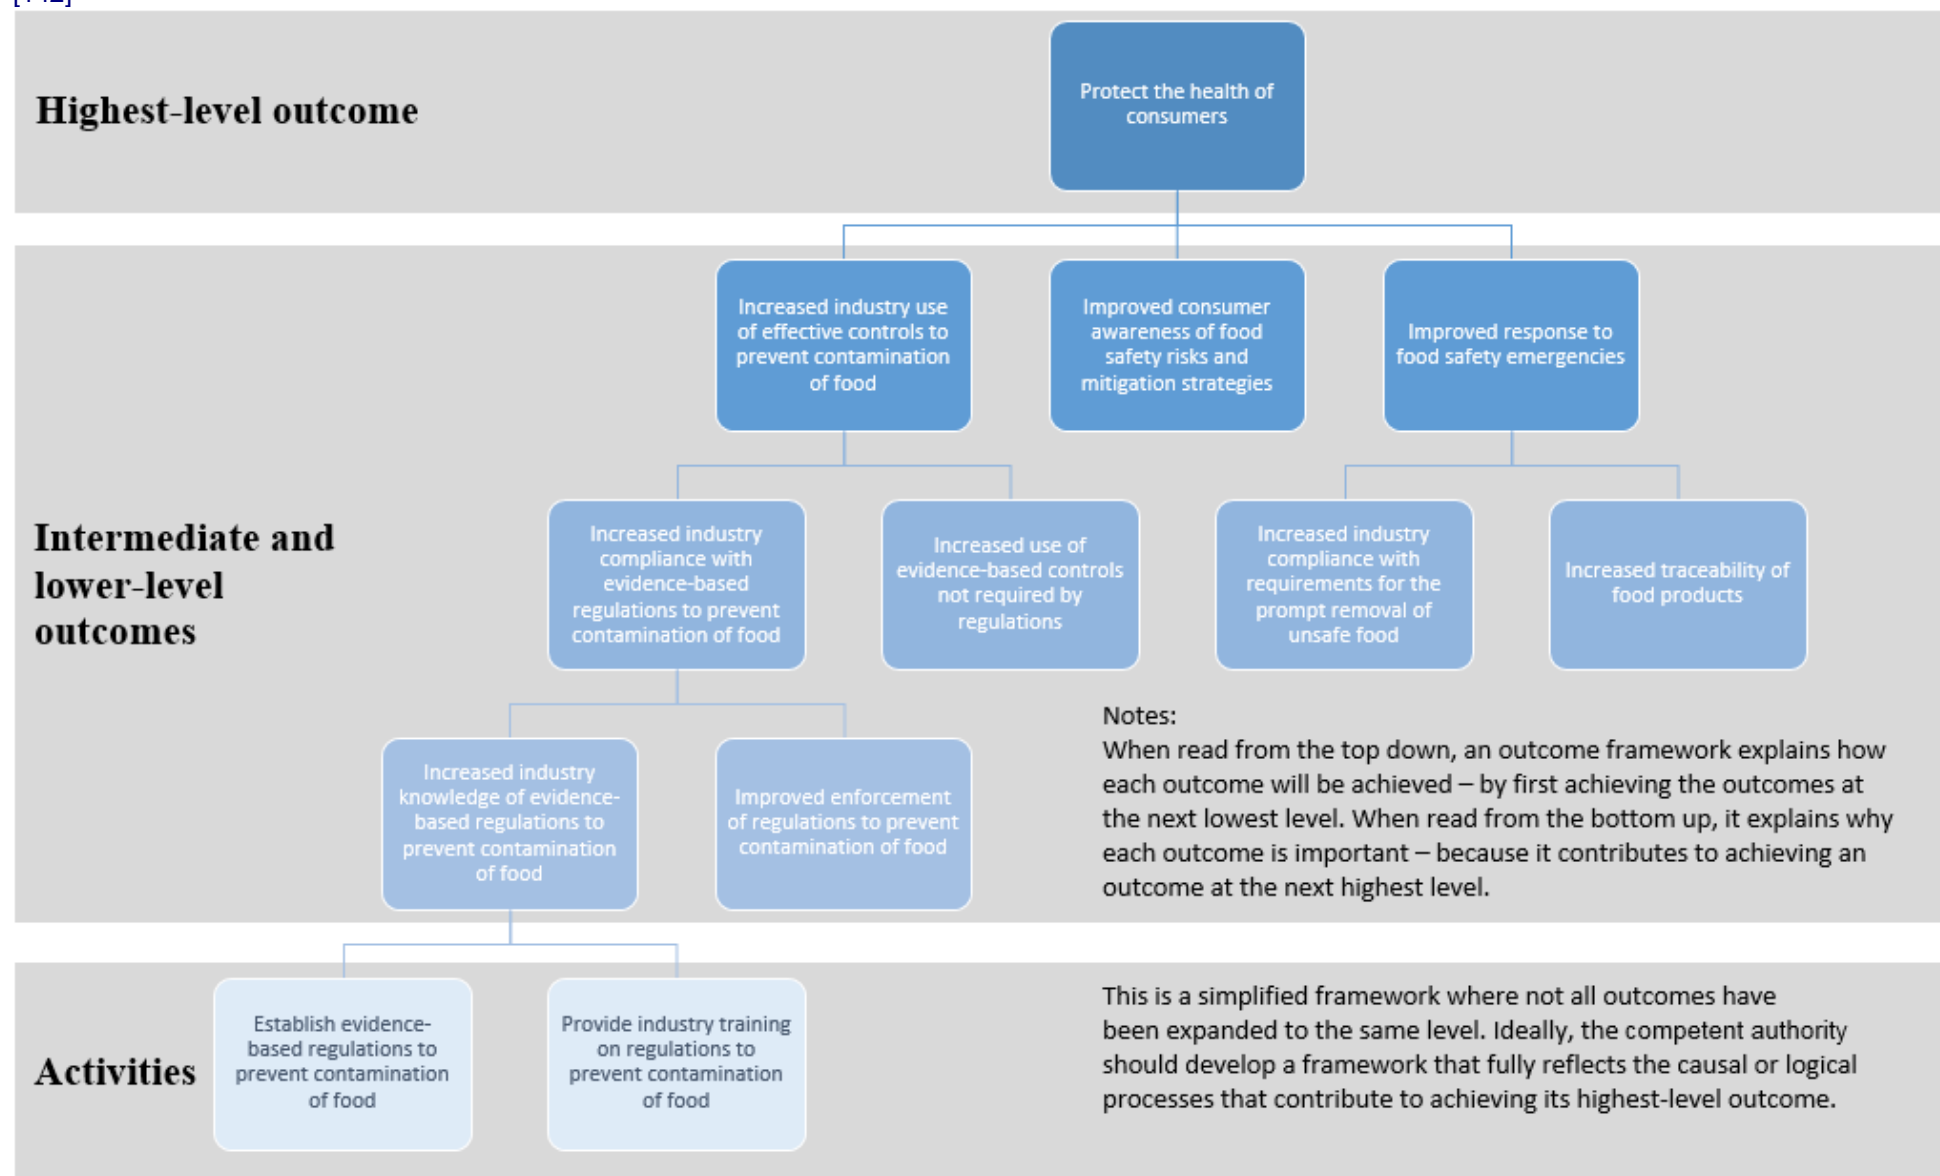 Highest-level outcome
Protect the health of
consumers
Increased industry use
of effective controls to
prevent contamination
of food
Improved consumer
awareness of food
safety risks and
mitigation strategies
Improved response to
food safety emergencies
Intermediate and
lower-level
outcomes
Increased industry
compliance with
evidence-based
regulations to prevent
contamination of food
Increased use of
evidence-based controls
not required by
regulations
Increased industry
compliance with
requirements for the
prompt removal of
unsafe food
Increased traceability of
food products
Increased industry
knowledge of evidence-
based regulations to
prevent contamination
of food
Improved enforcement
of regulations to prevent
contamination of food
Notes:
When read from the top down, an outcome framework explains how
each outcome will be achieved – by first achieving the outcomes at
the next lowest level. When read from the bottom up, it explains why
each outcome is important – because it contributes to achieving an
outcome at the next highest level.
Activities
Establish evidence-
based regulations to
prevent contamination
of food
Provide industry training
on regulations to
prevent contamination
of food
This is a simplified framework where not all outcomes have
been expanded to the same level. Ideally, the competent authority
should develop a framework that fully reflects the causal or logical
processes that contribute to achieving its highest-level outcome.